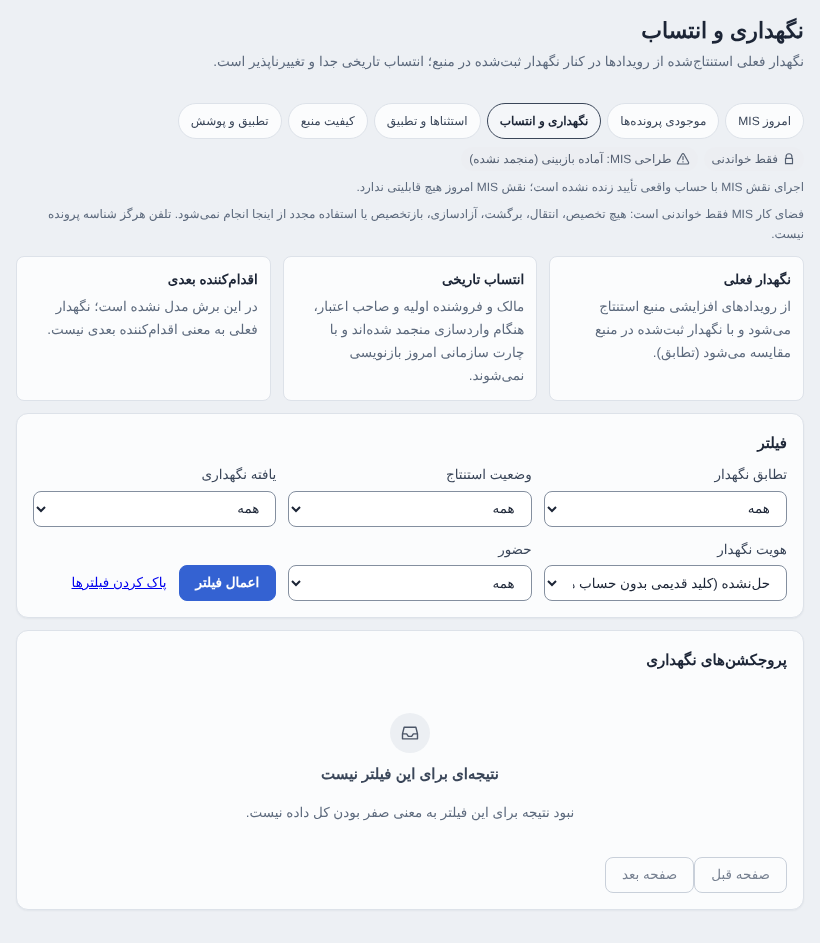 نگهداری و انتساب
نگهدار فعلی استنتاج‌شده از رویدادها در کنار نگهدار ثبت‌شده در منبع؛ انتساب تاریخی جدا و تغییرناپذیر است.
امروز MIS
موجودی پرونده‌ها
نگهداری و انتساب
استثناها و تطبیق
کیفیت منبع
تطبیق و پوشش
فقط خواندنی
طراحی MIS: آماده بازبینی (منجمد نشده)
اجرای نقش MIS با حساب واقعی تأیید زنده نشده است؛ نقش MIS امروز هیچ قابلیتی ندارد.
فضای کار MIS فقط خواندنی است: هیچ تخصیص، انتقال، برگشت، آزادسازی، بازتخصیص یا استفاده مجدد از اینجا انجام نمی‌شود. تلفن هرگز شناسه پرونده
نیست.
نگهدار فعلی
از رویدادهای افزایشی منبع استنتاج
می‌شود و با نگهدار ثبت‌شده در منبع
مقایسه می‌شود (تطابق).
انتساب تاریخی
مالک و فروشنده اولیه و صاحب اعتبار،
هنگام واردسازی منجمد شده‌اند و با
چارت سازمانی امروز بازنویسی
نمی‌شوند.
اقدام‌کننده بعدی
در این برش مدل نشده است؛ نگهدار
فعلی به معنی اقدام‌کننده بعدی نیست.
فیلتر
تطابق نگهدار
وضعیت استنتاج
یافته نگهداری
همه
همه
همه
هویت نگهدار
حضور
حل‌نشده (کلید قدیمی بدون حساب
همه
اعمال فیلتر
پاک کردن فیلترها
پروجکشن‌های نگهداری
نتیجه‌ای برای این فیلتر نیست
نبود نتیجه برای این فیلتر به معنی صفر بودن کل داده نیست.
صفحه قبل
صفحه بعد